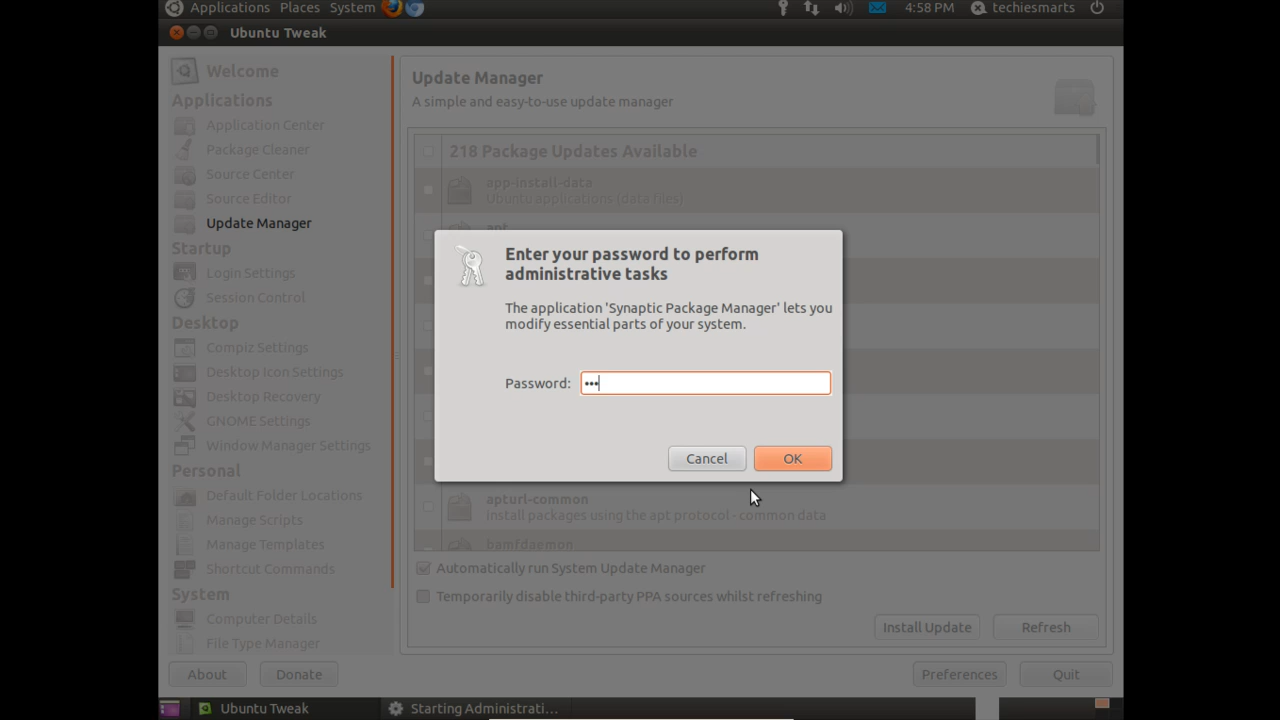 Applications Places System 4:58 PM techiesmarts
Ubuntu Tweak
Welcome
Applications
Application Center
Package Cleaner
Source Center
Source Editor
Update Manager
Startup
Login Settings
Session Control
Desktop
Compiz Settings
Desktop Icon Settings
Desktop Recovery
GNOME Settings
Window Manager Settings
Personal
Default Folder Locations
Manage Scripts
Manage Templates
Shortcut Commands
System
Computer Details
File Type Manager
Update Manager
A simple and easy-to-use update manager
218 Package Updates Available
app-install-data
Ubuntu applications (data files)
apt
Enter your password to perform
administrative tasks
The application 'Synaptic Package Manager' lets you
modify essential parts of your system.
Password: •••
Cancel OK
apturl-common
install packages using the apt protocol - common data
bamfdaemon
Automatically run System Update Manager
Temporarily disable third-party PPA sources whilst refreshing
Install Update Refresh
About Donate Preferences Quit
Ubuntu Tweak Starting Administrati...